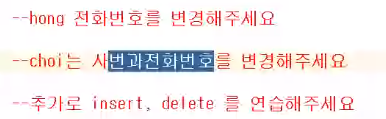 --hong 전화번호를 변경해주세요
--choi는 사번과전화번호를 변경해주세요
--추가로 insert, delete 를 연습해주세요